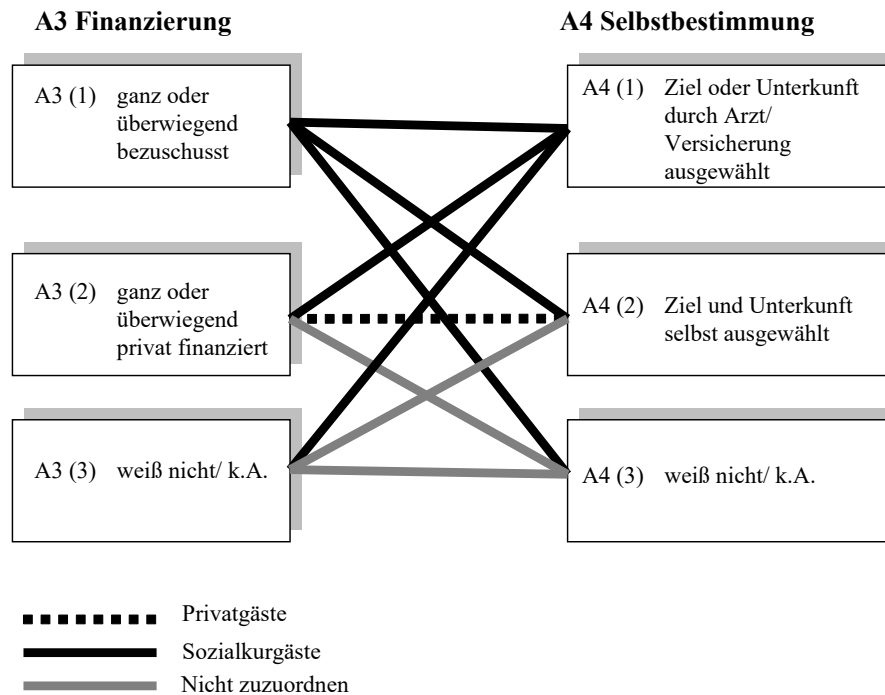 A3 Finanzierung
A4 Selbstbestimmung
A3 (1) ganz oder
überwiegend
bezuschusst
A4 (1) Ziel oder Unterkunft
durch Arzt/
Versicherung
ausgewählt
A3 (2) ganz oder
überwiegend
privat finanziert
A4 (2) Ziel und Unterkunft
selbst ausgewählt
A3 (3) weiß nicht/ k.A.
A4 (3) weiß nicht/ k.A.
Privatgäste
Sozialkurgäste
Nicht zuzuordnen